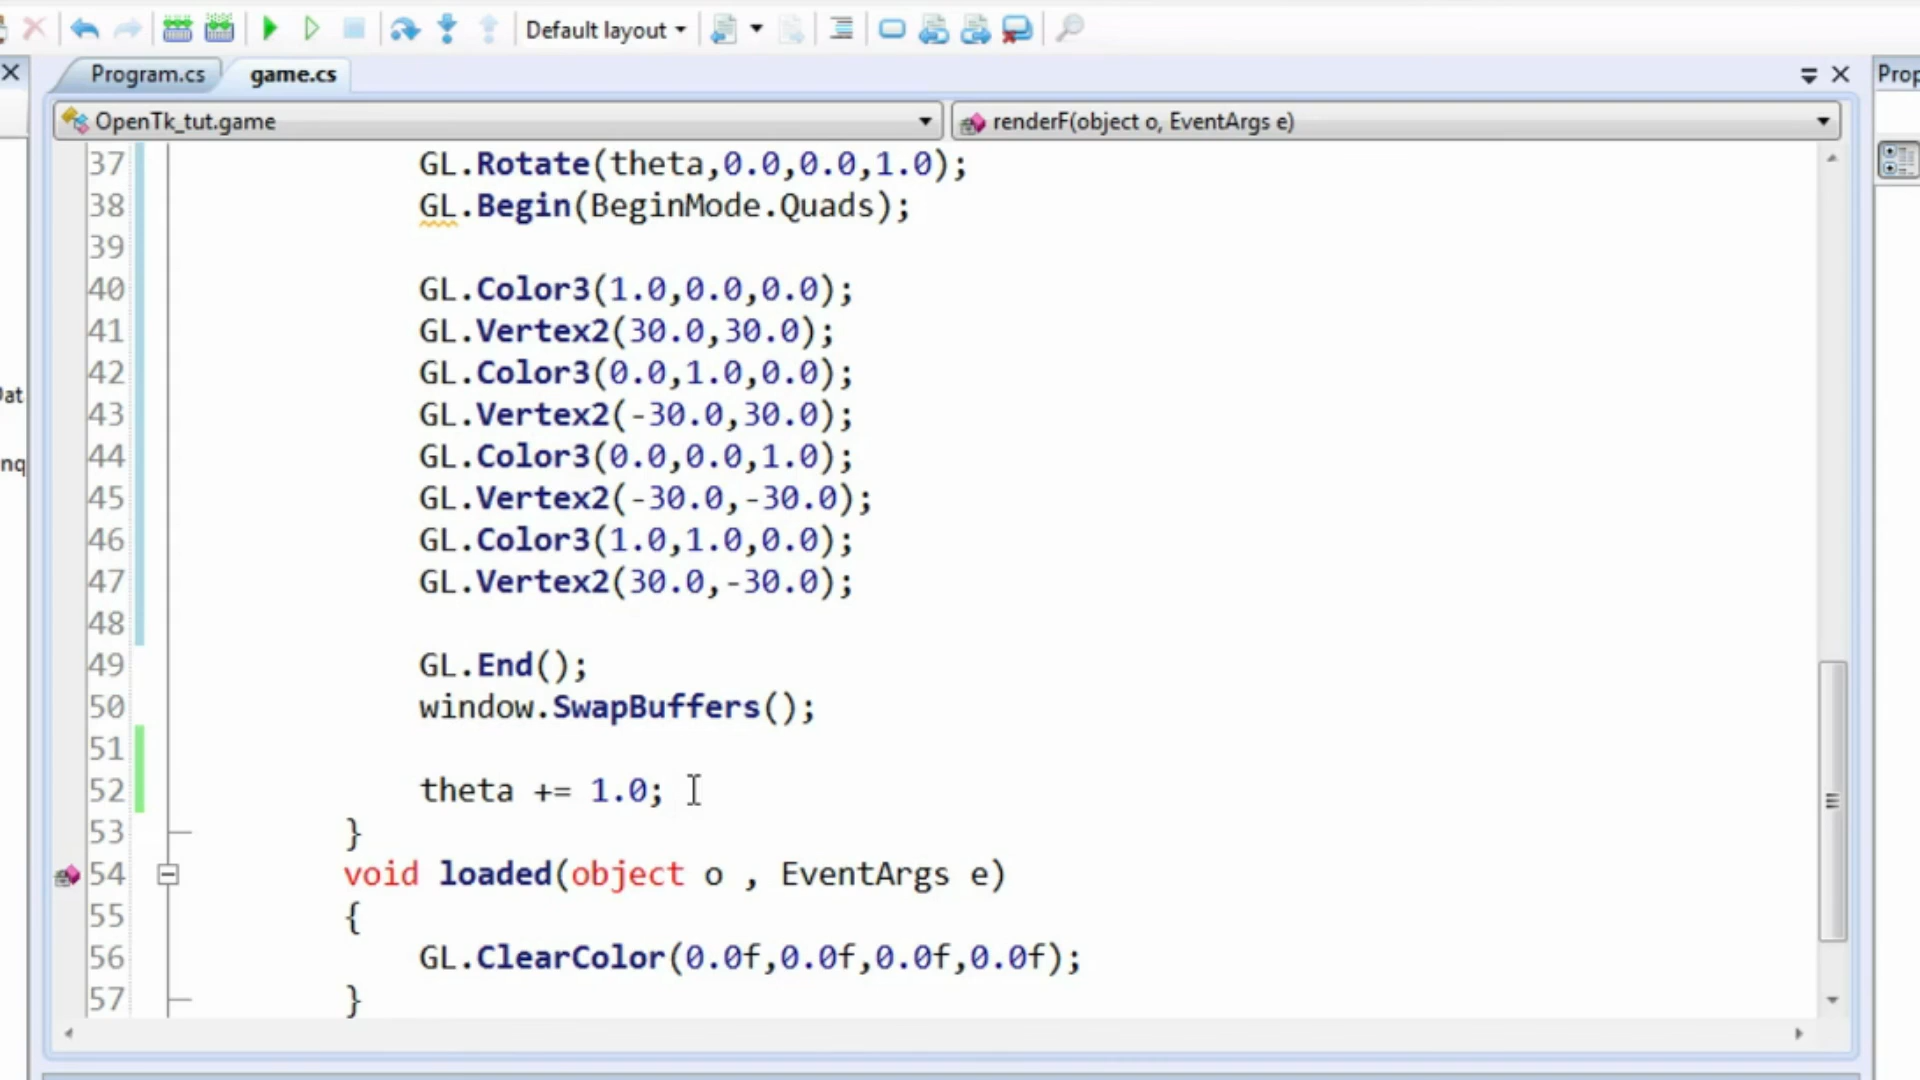 Default layout
Program.cs
game.cs
Prop
OpenTk_tut.game
renderF(object o, EventArgs e)
37 GL.Rotate(theta,0.0,0.0,1.0);
38 GL.Begin(BeginMode.Quads);
39
40 GL.Color3(1.0,0.0,0.0);
41 GL.Vertex2(30.0,30.0);
42 GL.Color3(0.0,1.0,0.0);
43 GL.Vertex2(-30.0,30.0);
44 GL.Color3(0.0,0.0,1.0);
45 GL.Vertex2(-30.0,-30.0);
46 GL.Color3(1.0,1.0,0.0);
47 GL.Vertex2(30.0,-30.0);
48
49 GL.End();
50 window.SwapBuffers();
51
52 theta += 1.0;
53 }
54 void loaded(object o , EventArgs e)
55 {
56 GL.ClearColor(0.0f,0.0f,0.0f,0.0f);
57 }
Dat
nq